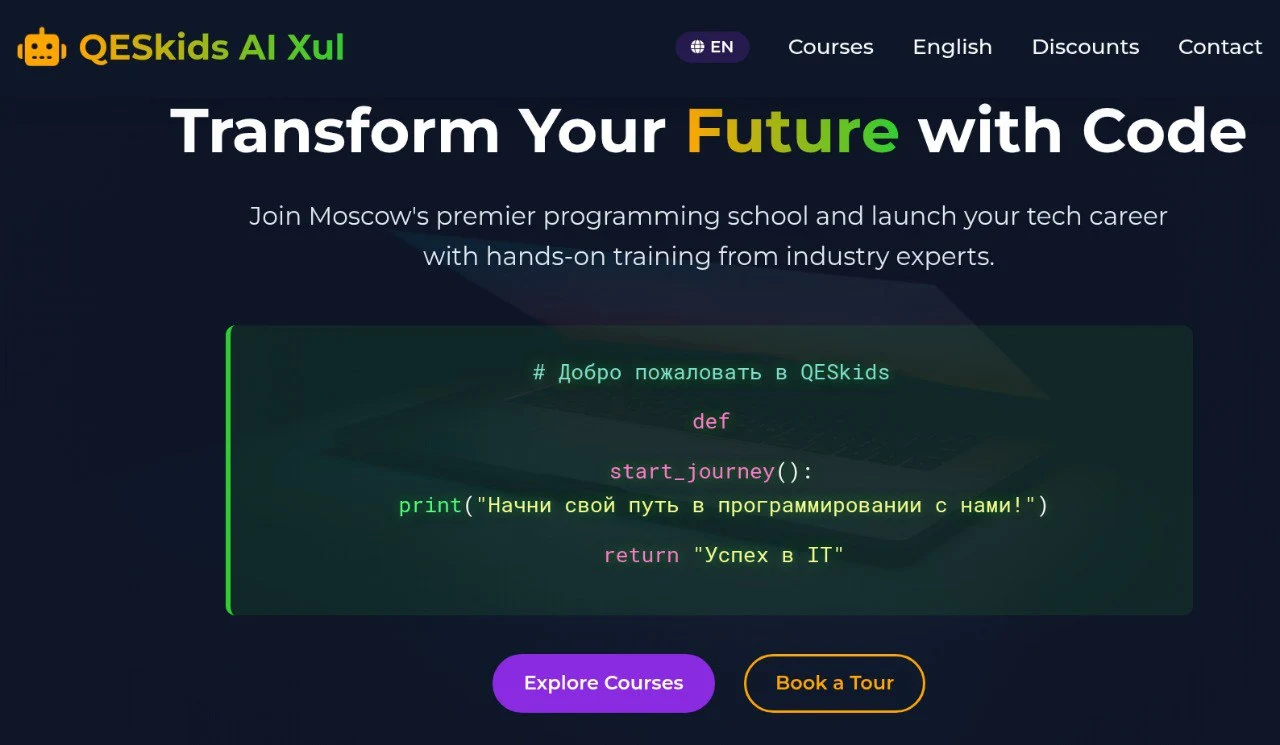 QESkids AI Xul
EN
Courses
English
Discounts
Contact
Transform Your Future with Code
Join Moscow's premier programming school and launch your tech career
with hands-on training from industry experts.
# Добро пожаловать в QESkids
def
start_journey():
print("Начни свой путь в программировании с нами!")
return "Успех в IT"
Explore Courses
Book a Tour